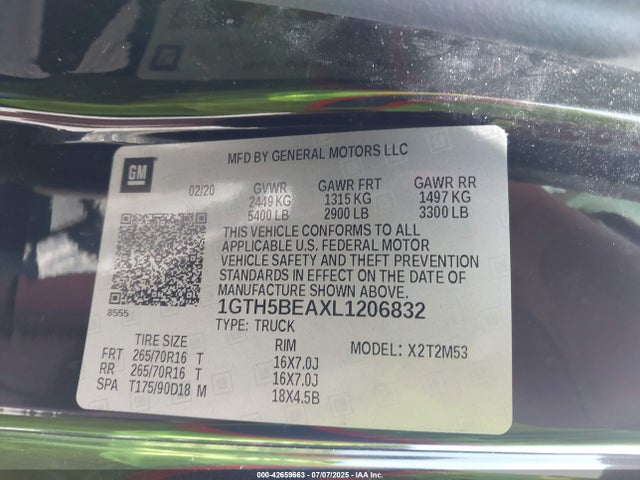 GM
MFD BY GENERAL MOTORS LLC
02/20 GVWR GAWR FRT GAWR RR
2449 KG 1315 KG 1497 KG
5400 LB 2900 LB 3300 LB
THIS VEHICLE CONFORMS TO ALL
APPLICABLE U.S. FEDERAL MOTOR
VEHICLE SAFETY AND THEFT PREVENTION
STANDARDS IN EFFECT ON THE DATE OF
MANUFACTURE SHOWN ABOVE.
8555 1GTH5BEAXL1206832
TYPE: TRUCK
TIRE SIZE RIM MODEL: X2T2M53
FRT 265/70R16 T 16X7.0J
RR 265/70R16 T 16X7.0J
SPA T175/90D18 M 18X4.5B
000-42659663 - 07/07/2025 - IAA Inc.